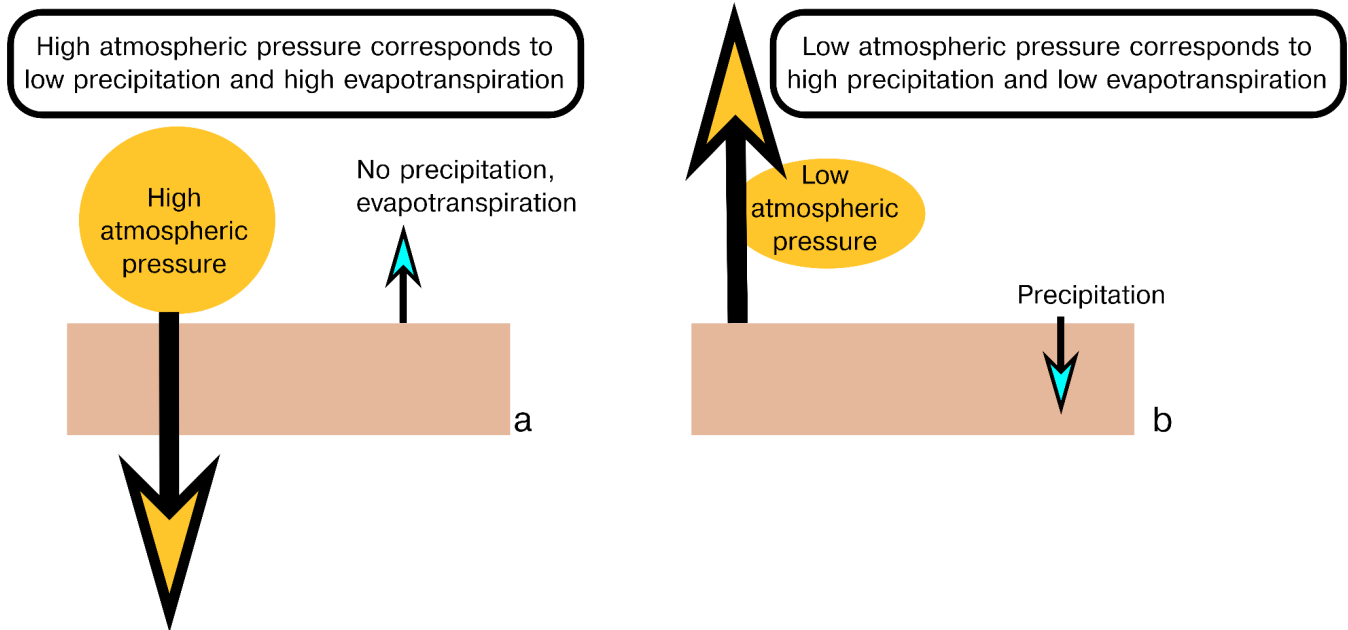 High atmospheric pressure corresponds to
low precipitation and high evapotranspiration
High
atmospheric
pressure
No precipitation,
evapotranspiration
a
Low atmospheric pressure corresponds to
high precipitation and low evapotranspiration
Low
atmospheric
pressure
Precipitation
b